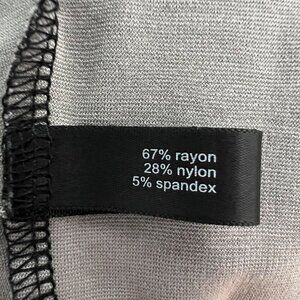 67% rayon
28% nylon
5% spandex